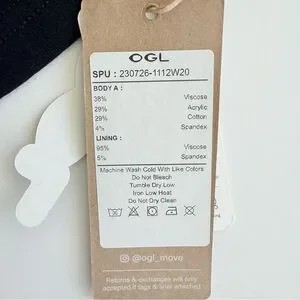 OGL
SPU : 230726-1112W20
BODY A :
38% Viscose
29% Acrylic
29% Cotton
4% Spandex
LINING :
95% Viscose
5% Spandex
Machine Wash Cold With Like Colors
Do Not Bleach
Tumble Dry Low
Iron Low Hoat
Do Not Dry Clean
@ogl_move
Returns & exchanges will only
accepted if tags & liner attached